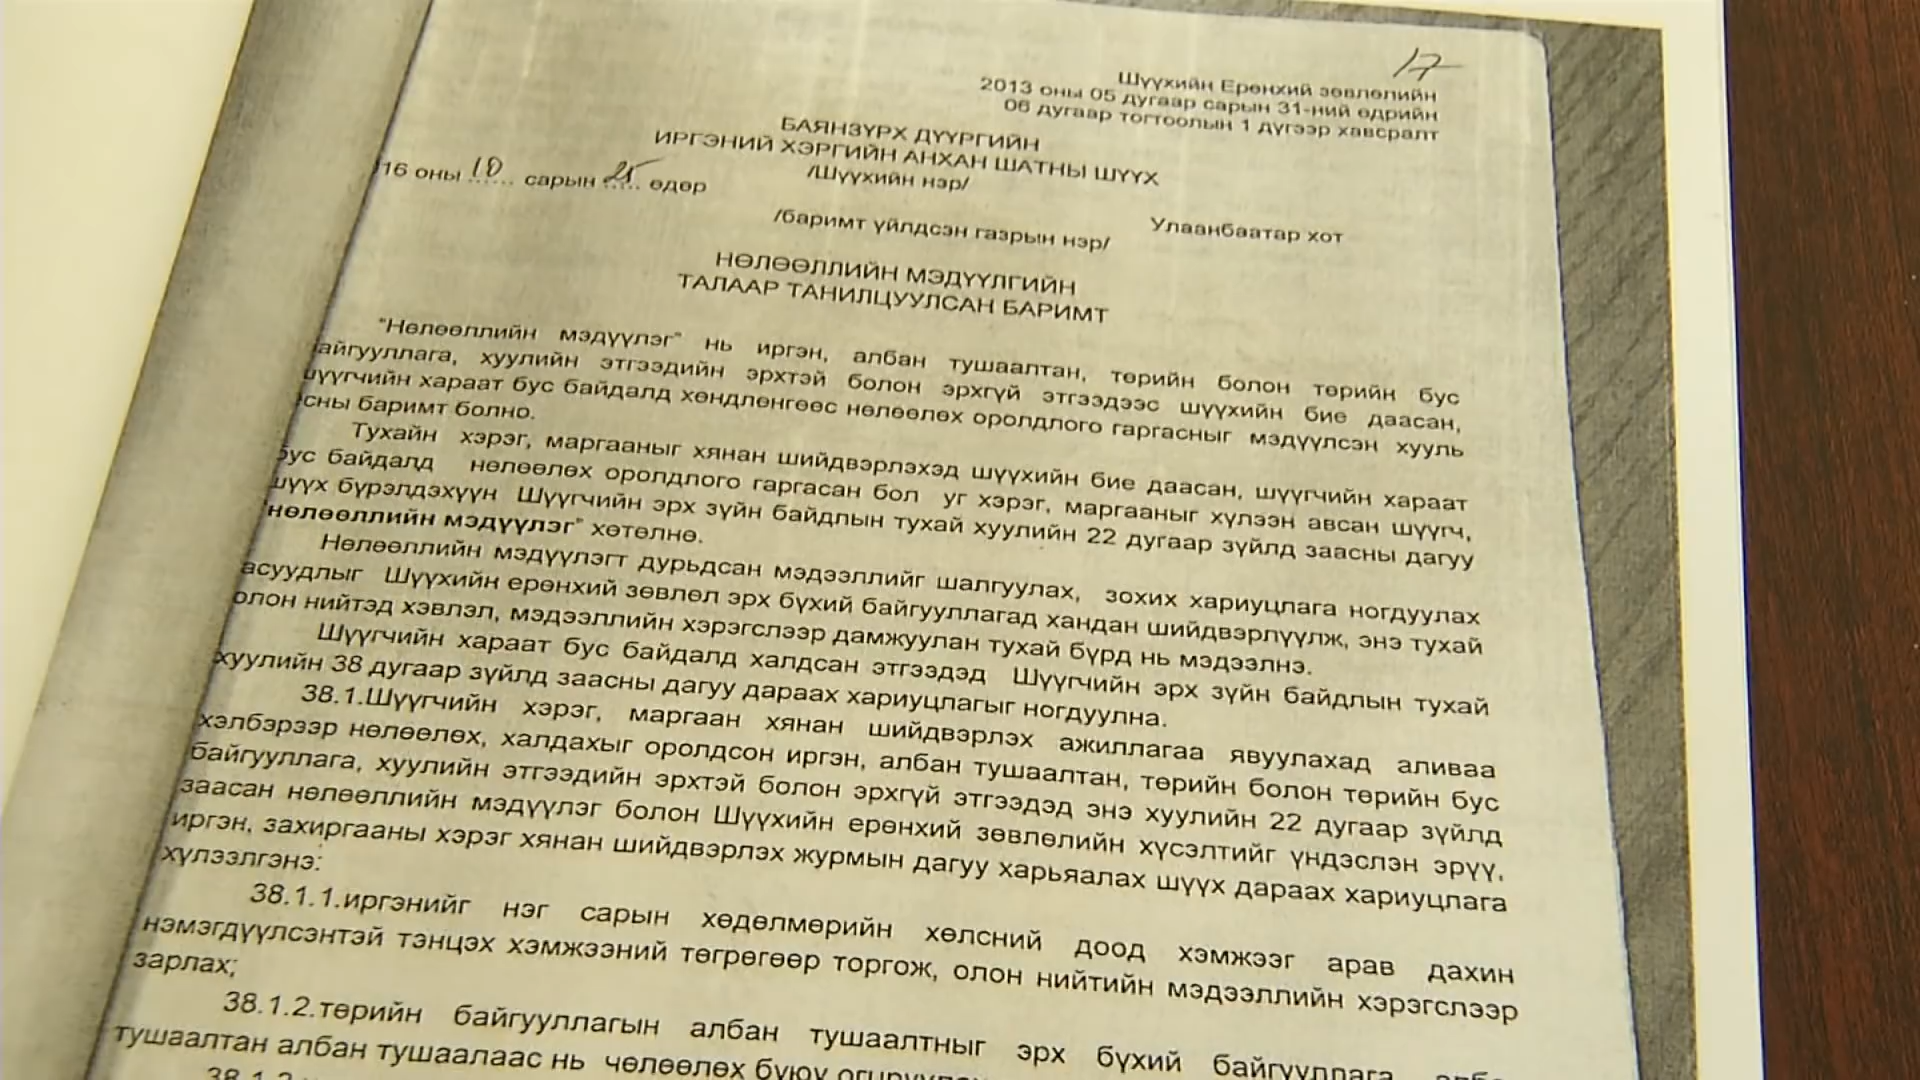 17
Шүүхийн Ерөнхий зөвлөлийн
2013 оны 05 дугаар сарын 31-ний өдрийн
06 дугаар тогтоолын 1 дүгээр хавсралт
БАЯНЗҮРХ ДҮҮРГИЙН
ИРГЭНИЙ ХЭРГИЙН АНХАН ШАТНЫ ШҮҮХ
/Шүүхийн нэр/
16 оны 10 сарын 25 өдөр
/баримт үйлдсэн газрын нэр/ Улаанбаатар хот
НӨЛӨӨЛЛИЙН МЭДҮҮЛГИЙН
ТАЛААР ТАНИЛЦУУЛСАН БАРИМТ
"Нөлөөллийн мэдүүлэг" нь иргэн, албан тушаалтан, төрийн болон төрийн бус
айгууллага, хуулийн этгээдийн эрхтэй болон эрхгүй этгээдээс шүүхийн бие даасан,
шүүгчийн хараат бус байдалд хөндлөнгөөс нөлөөлөх оролдлого гаргасныг мэдүүлсэн хууль
ёсны баримт болно.
Тухайн хэрэг, маргааныг хянан шийдвэрлэхэд шүүхийн бие даасан, шүүгчийн хараат
бус байдалд нөлөөлөх оролдлого гаргасан бол уг хэрэг, маргааныг хүлээн авсан шүүгч,
шүүх бүрэлдэхүүн Шүүгчийн эрх зүйн байдлын тухай хуулийн 22 дугаар зүйлд заасны дагуу
"нөлөөллийн мэдүүлэг" хөтөлнө.
Нөлөөллийн мэдүүлэгт дурьдсан мэдээллийг шалгуулах, зохих хариуцлага ногдуулах
асуудлыг Шүүхийн ерөнхий зөвлөл эрх бүхий байгууллагад хандан шийдвэрлүүлж, энэ тухай
олон нийтэд хэвлэл, мэдээллийн хэрэгслээр дамжуулан тухай бүрд нь мэдээлнэ.
Шүүгчийн хараат бус байдалд халдсан этгээдэд Шүүгчийн эрх зүйн байдлын тухай
хуулийн 38 дугаар зүйлд заасны дагуу дараах хариуцлагыг ногдуулна.
38.1.Шүүгчийн хэрэг, маргаан хянан шийдвэрлэх ажиллагаа явуулахад аливаа
хэлбэрээр нөлөөлөх, халдахыг оролдсон иргэн, албан тушаалтан, төрийн болон төрийн бус
байгууллага, хуулийн этгээдийн эрхтэй болон эрхгүй этгээдэд энэ хуулийн 22 дугаар зүйлд
заасан нөлөөллийн мэдүүлэг болон Шүүхийн ерөнхий зөвлөлийн хүсэлтийг үндэслэн эрүү,
иргэн, захиргааны хэрэг хянан шийдвэрлэх журмын дагуу харьяалах шүүх дараах хариуцлага
хүлээлгэнэ:
38.1.1.иргэнийг нэг сарын хөдөлмөрийн хөлсний доод хэмжээг арав дахин
нэмэгдүүлсэнтэй тэнцэх хэмжээний төгрөгөөр торгож, олон нийтийн мэдээллийн хэрэгслээр
зарлах;
38.1.2.төрийн байгууллагын албан тушаалтныг эрх бүхий байгууллага, алба
тушаалтан албан тушаалаас нь чөлөөлөх буюу